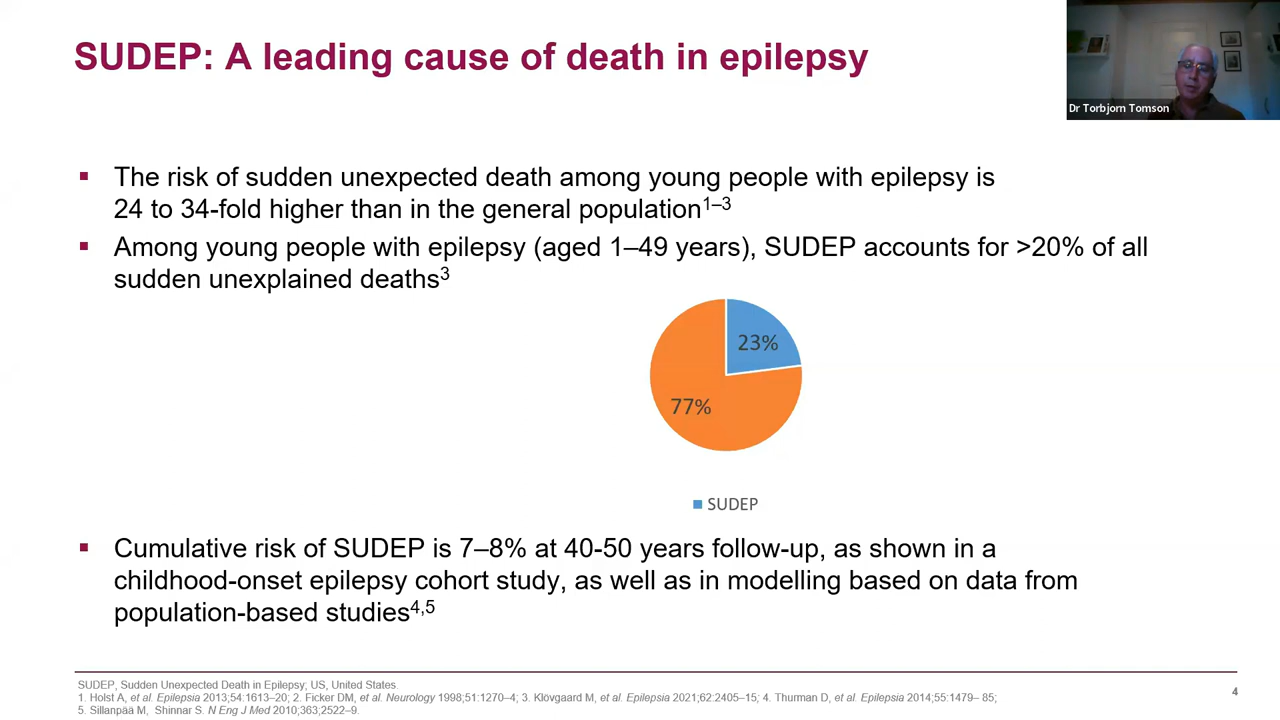 SUDEP: A leading cause of death in epilepsy
Dr Torbjorn Tomson
▪ The risk of sudden unexpected death among young people with epilepsy is
24 to 34-fold higher than in the general population1–3
▪ Among young people with epilepsy (aged 1–49 years), SUDEP accounts for >20% of all
sudden unexplained deaths3
23%
77%
SUDEP
▪ Cumulative risk of SUDEP is 7–8% at 40-50 years follow-up, as shown in a
childhood-onset epilepsy cohort study, as well as in modelling based on data from
population-based studies4,5
SUDEP, Sudden Unexpected Death in Epilepsy; US, United States.
1. Holst A, et al. Epilepsia 2013;54:1613–20; 2. Ficker DM, et al. Neurology 1998;51:1270–4; 3. Klövgaard M, et al. Epilepsia 2021;62:2405–15; 4. Thurman D, et al. Epilepsia 2014;55:1479– 85;
5. Sillanpää M, Shinnar S. N Eng J Med 2010;363;2522–9.
4